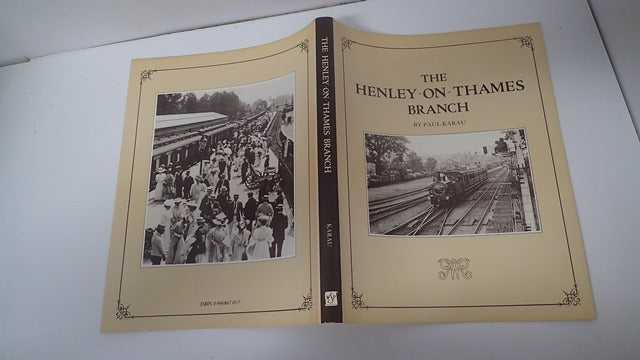 THE
HENLEY·ON·THAMES
BRANCH
BY PAUL KARAU
THE HENLEY·ON·THAMES BRANCH
KARAU